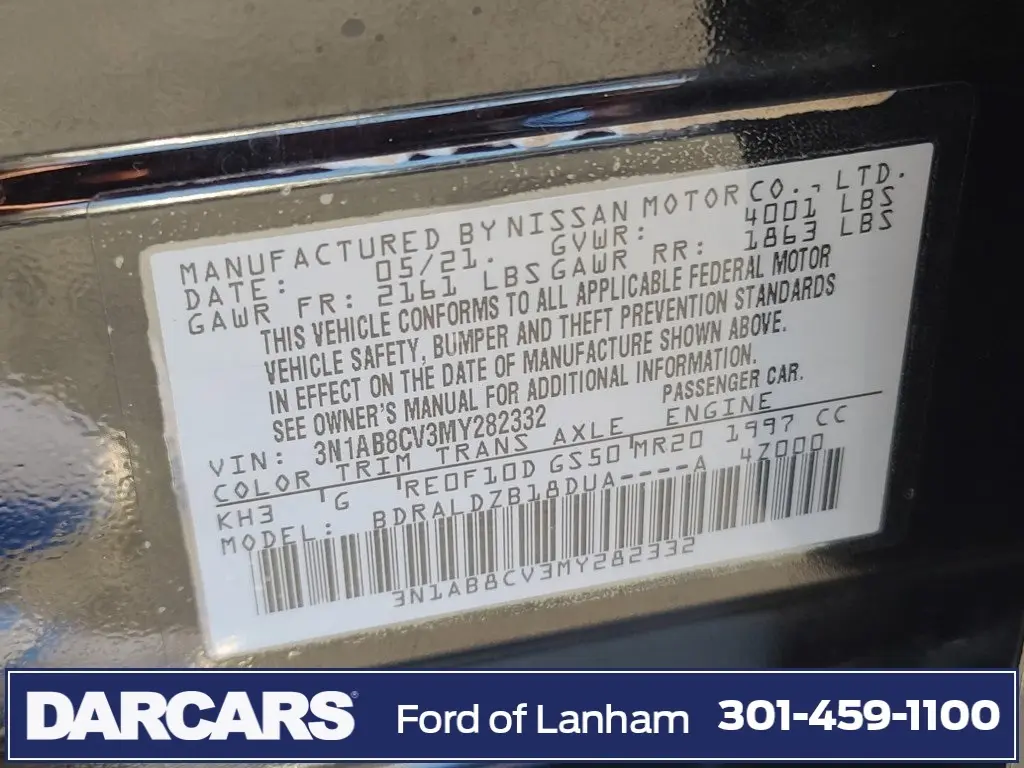 MANUFACTURED BY NISSAN MOTOR CO., LTD.
DATE: 05/21. GVWR: 4001 LBS
GAWR FR: 2161 LBS GAWR RR: 1863 LBS
THIS VEHICLE CONFORMS TO ALL APPLICABLE FEDERAL MOTOR
VEHICLE SAFETY, BUMPER AND THEFT PREVENTION STANDARDS
IN EFFECT ON THE DATE OF MANUFACTURE SHOWN ABOVE.
SEE OWNER'S MANUAL FOR ADDITIONAL INFORMATION.
VIN: 3N1AB8CV3MY282332 PASSENGER CAR.
COLOR TRIM TRANS AXLE ENGINE
KH3 G RE0F10D GS50 MR20 1997 CC
MODEL: BDRALDZB18DUA----A 4Z000
3N1AB8CV3MY282332
DARCARS® Ford of Lanham 301-459-1100